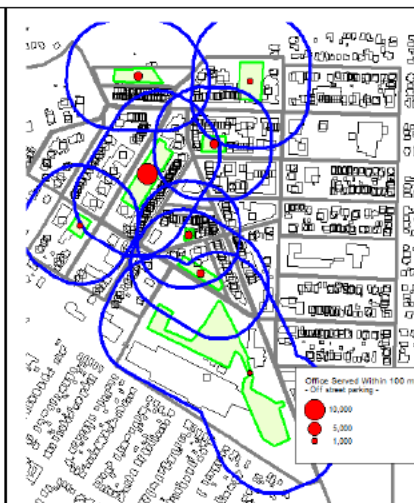 Office Served Within 100 m
- Off street parking -
10,000
5,000
1,000